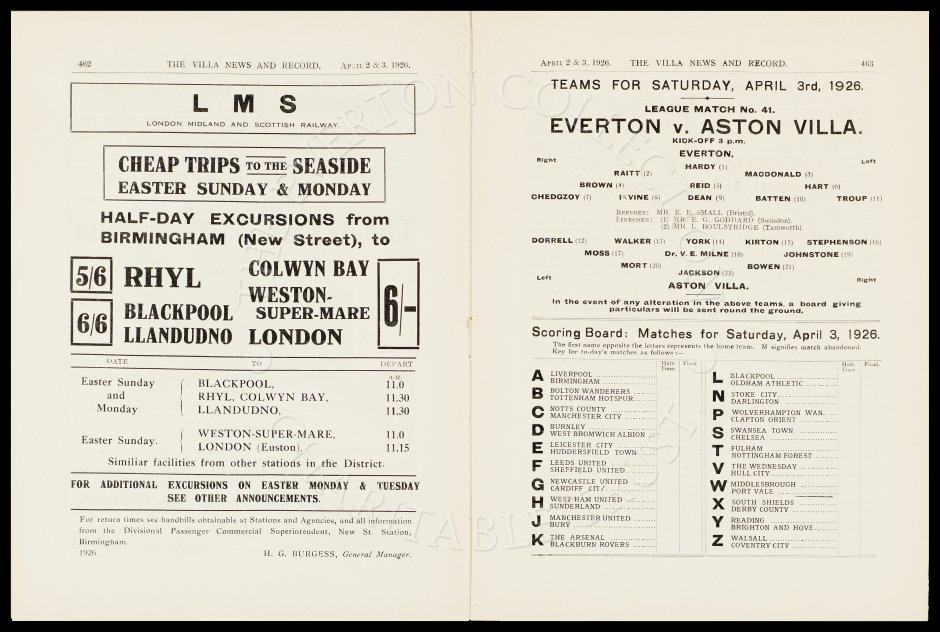 462 THE VILLA NEWS AND RECORD. APRIL 2 & 3, 1926.
L M S
LONDON MIDLAND AND SCOTTISH RAILWAY.
CHEAP TRIPS TO THE SEASIDE
EASTER SUNDAY & MONDAY
HALF-DAY EXCURSIONS from
BIRMINGHAM (New Street), to
5/6 RHYL
6/6 BLACKPOOL
LLANDUDNO
COLWYN BAY
WESTON-
SUPER-MARE
LONDON
6/-
DATE TO DEPART
A.M.
Easter Sunday
and
Monday
BLACKPOOL, 11.0
RHYL, COLWYN BAY, 11.30
LLANDUDNO, 11.30
Easter Sunday.
WESTON-SUPER-MARE, 11.0
LONDON (Euston). 11.15
Similiar facilities from other stations in the District.
FOR ADDITIONAL EXCURSIONS ON EASTER MONDAY & TUESDAY
SEE OTHER ANNOUNCEMENTS.
For return times see handbills obtainable at Stations and Agencies, and all information
from the Divisional Passenger Commercial Superintendent, New St. Station,
Birmingham
1926. H. G. BURGESS, General Manager.
APRIL 2 & 3, 1926. THE VILLA NEWS AND RECORD. 463
TEAMS FOR SATURDAY, APRIL 3rd, 1926.
LEAGUE MATCH No. 41.
EVERTON v. ASTON VILLA.
KICK-OFF 3 p.m.
EVERTON.
Right Left
HARDY (1)
RAITT (2) MACDONALD (3)
BROWN (4) REID (5) HART (6)
CHEDGZOY (7) IRVINE (8) DEAN (9) BATTEN (10) TROUP (11)
REFEREE: MR. E. E. SMALL (Bristol).
LINESMEN: (1) MR. E. G. GODDARD (Swindon).
(2) MR. L. BOULSTRIDGE (Tamworth).
DORRELL (12) WALKER (13) YORK (14) KIRTON (15) STEPHENSON (16)
MOSS (17) Dr. V. E. MILNE (18) JOHNSTONE (19)
MORT (20) BOWEN (21)
JACKSON (22)
Left Right
ASTON VILLA.
In the event of any alteration in the above teams, a board giving
particulars will be sent round the ground.
Scoring Board: Matches for Saturday, April 3, 1926.
The first name opposite the letters represents the home team. M signifies match abandoned.
Key for to-day's matches as follows:—
Half-Time. Final
A LIVERPOOL
BIRMINGHAM
B BOLTON WANDERERS
TOTTENHAM HOTSPUR
C NOTTS COUNTY
MANCHESTER CITY
D BURNLEY
WEST BROMWICH ALBION
E LEICESTER CITY
HUDDERSFIELD TOWN
F LEEDS UNITED
SHEFFIELD UNITED
G NEWCASTLE UNITED
CARDIFF CITY
H WEST HAM UNITED
SUNDERLAND
J MANCHESTER UNITED
BURY
K THE ARSENAL
BLACKBURN ROVERS
Half-Time Final.
L BLACKPOOL
OLDHAM ATHLETIC
N STOKE CITY
DARLINGTON
P WOLVERHAMPTON WAN.
CLAPTON ORIENT
S SWANSEA TOWN
CHELSEA
T FULHAM
NOTTINGHAM FOREST
V THE WEDNESDAY
HULL CITY
W MIDDLESBROUGH
PORT VALE
X SOUTH SHIELDS
DERBY COUNTY
Y READING
BRIGHTON AND HOVE
Z WALSALL
COVENTRY CITY